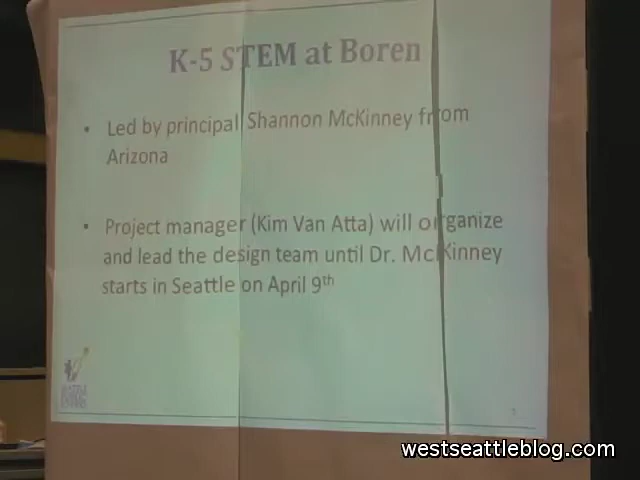 K-5 STEM at Boren
• Led by principal Shannon McKinney from
Arizona
• Project manager (Kim Van Atta) will organize
and lead the design team until Dr. McKinney
starts in Seattle on April 9th
westseattleblog.com